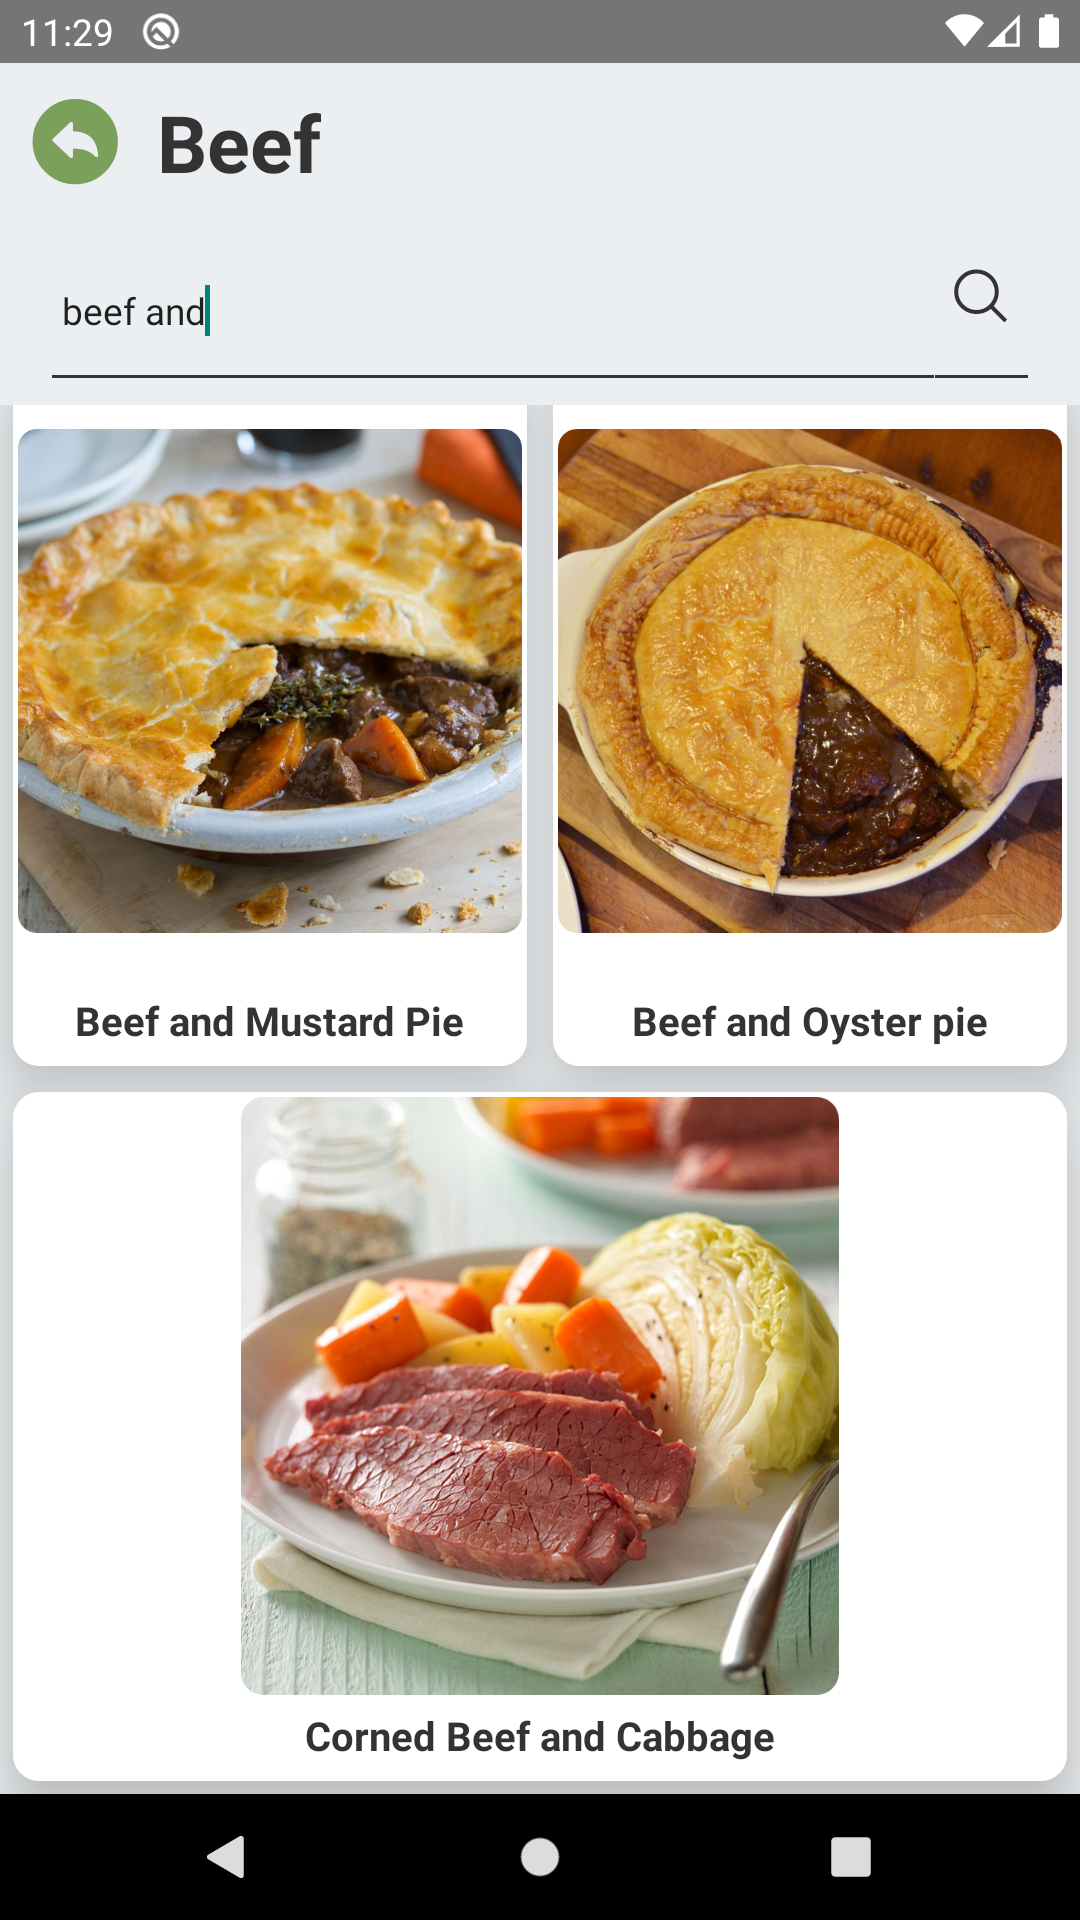 11:29
Beef
beef and
Beef and Mustard Pie
Beef and Oyster pie
Corned Beef and Cabbage